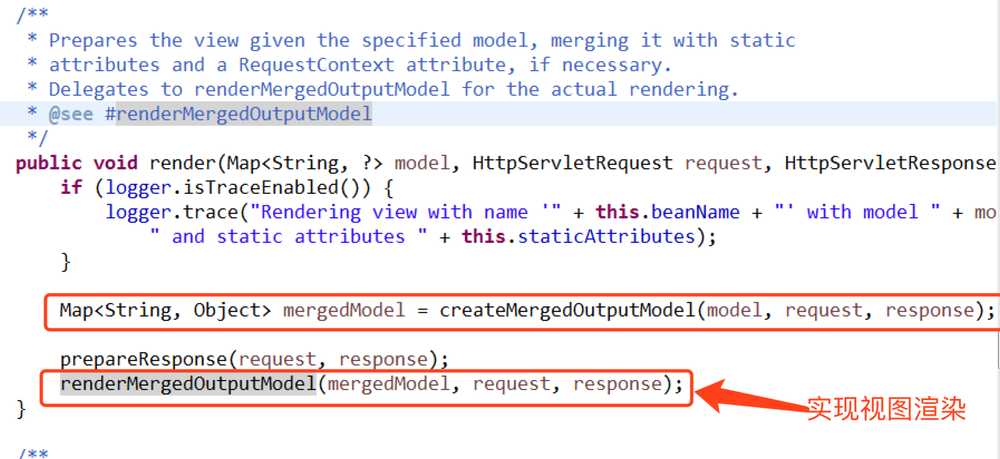 /**
* Prepares the view given the specified model, merging it with static
* attributes and a RequestContext attribute, if necessary.
* Delegates to renderMergedOutputModel for the actual rendering.
* @see #renderMergedOutputModel
*/
public void render(Map<String, ?> model, HttpServletRequest request, HttpServletResponse
if (logger.isTraceEnabled()) {
logger.trace("Rendering view with name '" + this.beanName + "' with model " + mo
" and static attributes " + this.staticAttributes);
}
Map<String, Object> mergedModel = createMergedOutputModel(model, request, response);
prepareResponse(request, response);
renderMergedOutputModel(mergedModel, request, response);
实现视图渲染
}
/**